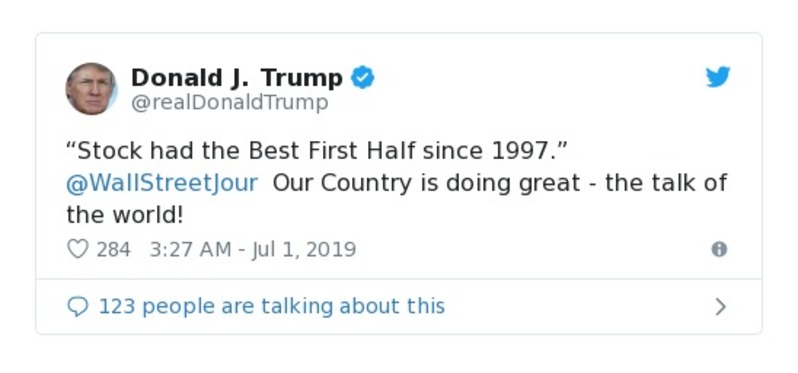 Donald J. Trump
@realDonaldTrump
“Stock had the Best First Half since 1997.”
@WallStreetJour Our Country is doing great - the talk of
the world!
284 3:27 AM - Jul 1, 2019
123 people are talking about this